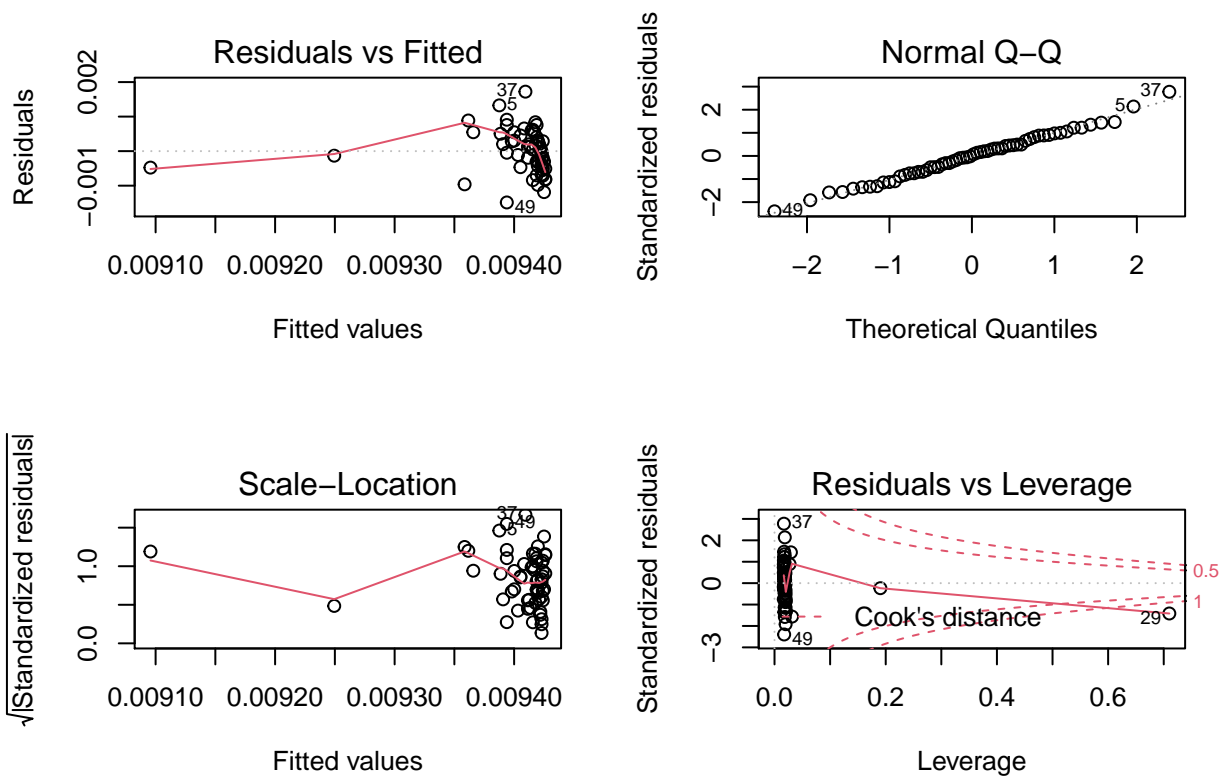 Residuals vs Fitted
Residuals
0.002
−0.001
37
5
49
0.00910 0.00920 0.00930 0.00940
Fitted values
Normal Q−Q
Standardized residuals
2
0
−2
37
5
49
−2 −1 0 1 2
Theoretical Quantiles
Scale−Location
√|Standardized residuals|
1.0
0.0
37
49
5
0.00910 0.00920 0.00930 0.00940
Fitted values
Residuals vs Leverage
Standardized residuals
2
0
−3
37
0.5
1
Cook's distance
29
49
0.0 0.2 0.4 0.6
Leverage